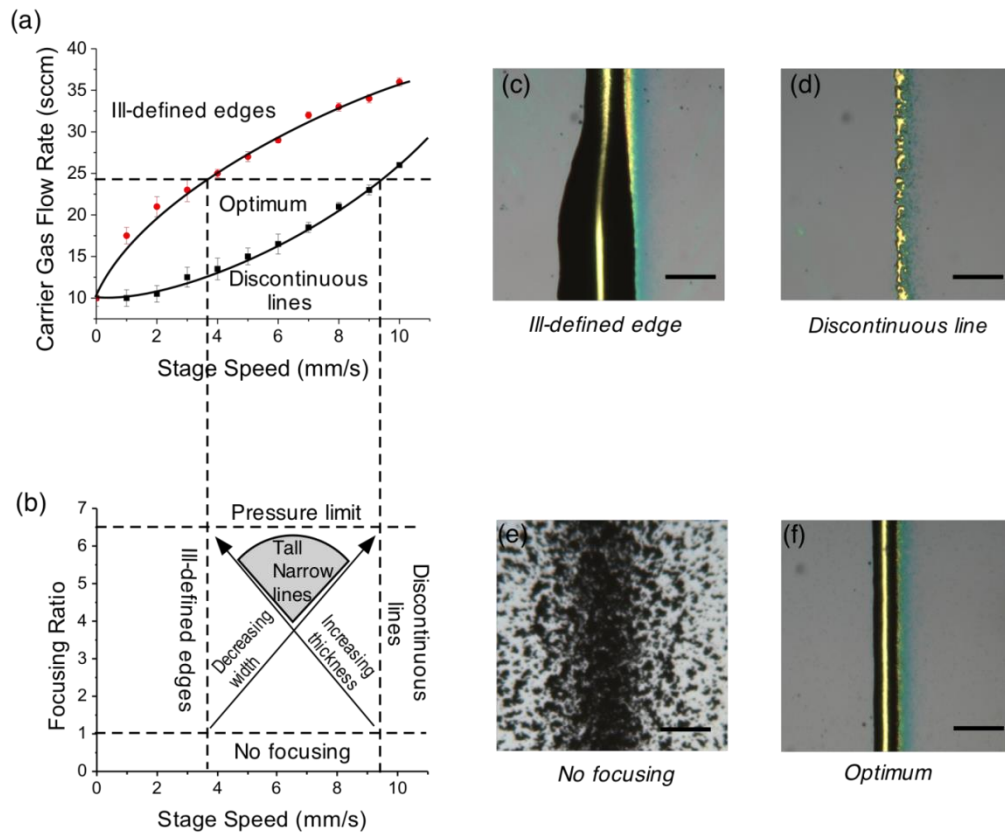 (a)
Carrier Gas Flow Rate (sccm)
40
35
30
25
20
15
10
5
0
2
4
6
8
10
Stage Speed (mm/s)
Ill-defined edges
Optimum
Discontinuous
lines
(b)
Focusing Ratio
7
6
5
4
3
2
1
0
0
2
4
6
8
10
Stage Speed (mm/s)
Pressure limit
Ill-defined edges
Tall
Narrow
lines
Decreasing
width
Increasing
thickness
Discontinuous
lines
No focusing
(c)
Ill-defined edge
(d)
Discontinuous line
(e)
No focusing
(f)
Optimum